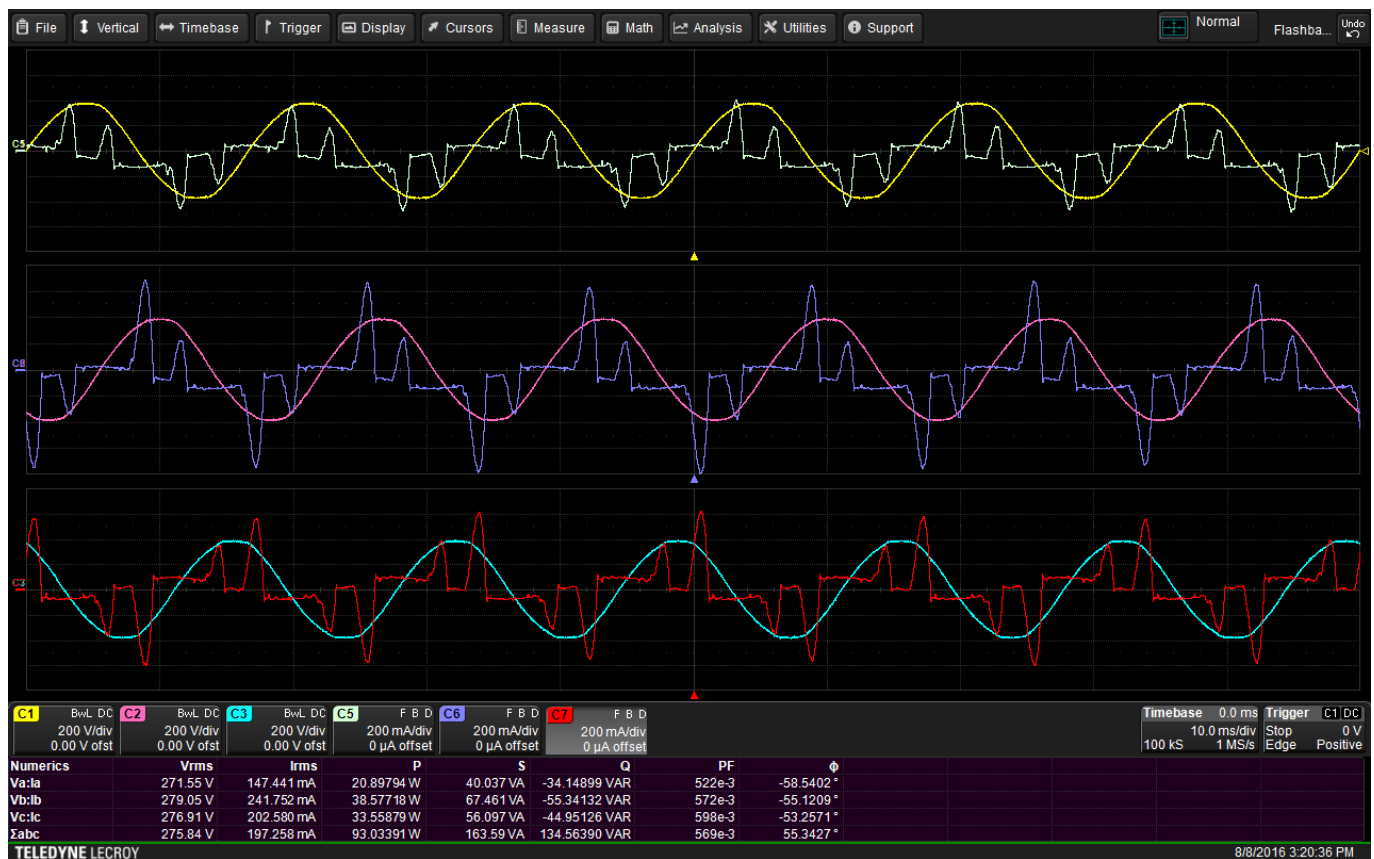 File Vertical Timebase Trigger Display Cursors Measure Math Analysis Utilities Support Normal Flashba... Undo
C5
C6
C3
C1 BwL DC C2 BwL DC C3 BwL DC C5 F B D C6 F B D C7 F B D Timebase 0.0 ms Trigger C1 DC
200 V/div 200 V/div 200 V/div 200 mA/div 200 mA/div 200 mA/div 10.0 ms/div Stop 0 V
0.00 V ofst 0.00 V ofst 0.00 V ofst 0 µA offset 0 µA offset 0 µA offset 100 kS 1 MS/s Edge Positive
Numerics Vrms Irms P S Q PF ϕ
Va:Ia 271.55 V 147.441 mA 20.89794 W 40.037 VA -34.14899 VAR 522e-3 -58.5402 °
Vb:Ib 279.05 V 241.752 mA 38.57718 W 67.461 VA -55.34132 VAR 572e-3 -55.1209 °
Vc:Ic 276.91 V 202.580 mA 33.55879 W 56.097 VA -44.95126 VAR 598e-3 -53.2571 °
Σabc 275.84 V 197.258 mA 93.03391 W 163.59 VA 134.56390 VAR 569e-3 55.3427 °
TELEDYNE LECROY 8/8/2016 3:20:36 PM